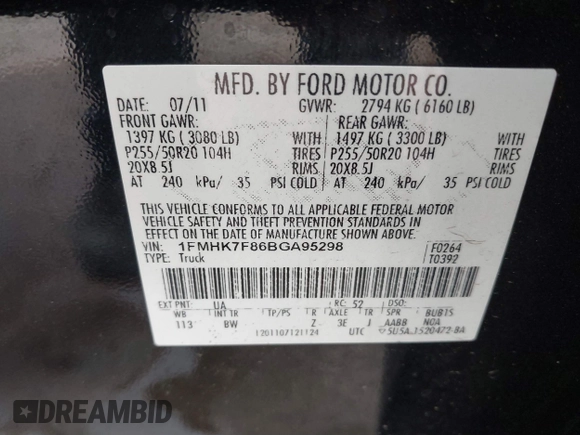 MFD. BY FORD MOTOR CO.
DATE: 07/11 GVWR: 2794 KG ( 6160 LB)
FRONT GAWR: REAR GAWR:
1397 KG ( 3080 LB) WITH 1497 KG ( 3300 LB) WITH
P255/50R20 104H TIRES P255/50R20 104H TIRES
20X8.5J RIMS 20X8.5J RIMS
AT 240 kPa/ 35 PSI COLD AT 240 kPa/ 35 PSI COLD
THIS VEHICLE CONFORMS TO ALL APPLICABLE FEDERAL MOTOR
VEHICLE SAFETY AND THEFT PREVENTION STANDARDS IN
EFFECT ON THE DATE OF MANUFACTURE SHOWN ABOVE.
VIN: 1FMHK7F86BGA95298 F0264
TYPE: Truck T0392
EXT PNT: UA RC: 52 DSO:
WB INT TR TP/PS R AXLE TR SPR BUB15
113 BW Z 3E J AABB NGA
1201107121124 UTC
DREAMBID